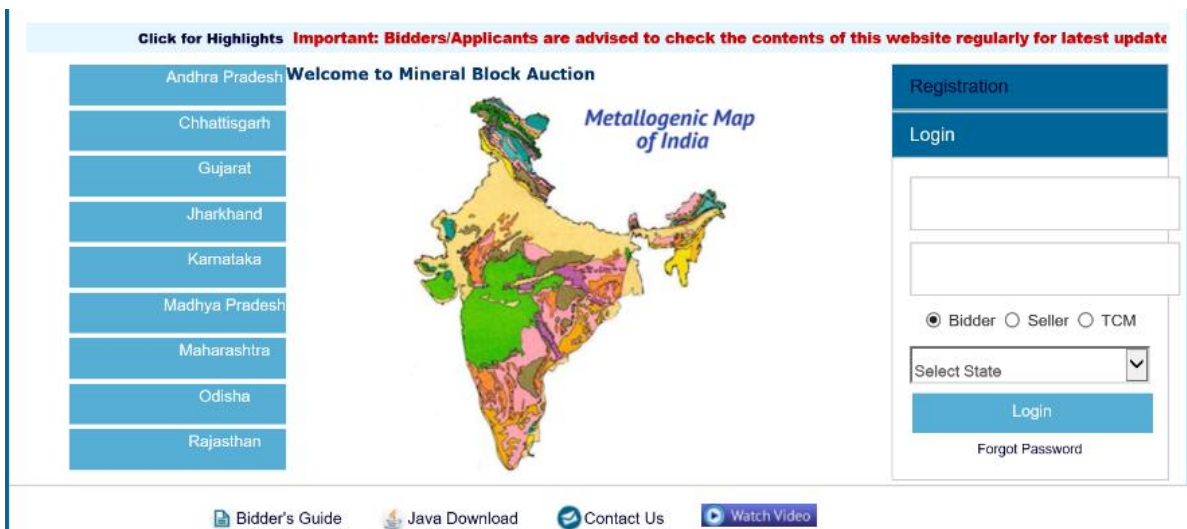 Click for Highlights Important: Bidders/Applicants are advised to check the contents of this website regularly for latest update
Andhra Pradesh
Chhattisgarh
Gujarat
Jharkhand
Karnataka
Madhya Pradesh
Maharashtra
Odisha
Rajasthan
Welcome to Mineral Block Auction
Metallogenic Map
of India
Registration
Login
Bidder Seller TCM
Select State
Login
Forgot Password
Bidder's Guide Java Download Contact Us Watch Video